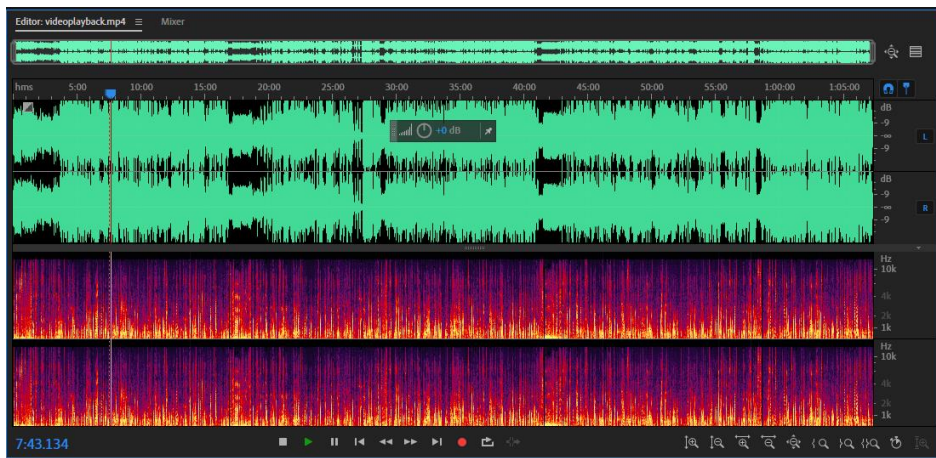 Editor: videoplayback.mp4 Mixer
hms 5:00 10:00 15:00 20:00 25:00 30:00 35:00 40:00 45:00 50:00 55:00 1:00:00 1:05:00
dB
-9
-∞
-9
L
+0 dB
dB
-9
-∞
-9
R
Hz
10k
4k
2k
1k
Hz
10k
4k
2k
1k
7:43.134